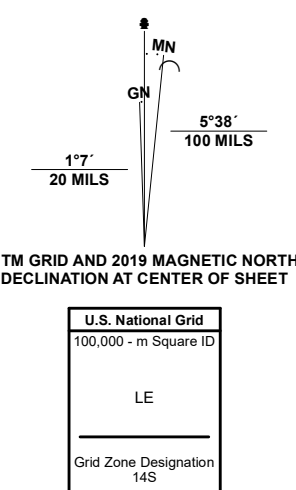 MN
GN
5°38´
100 MILS
1°7´
20 MILS
TM GRID AND 2019 MAGNETIC NORTH
DECLINATION AT CENTER OF SHEET
U.S. National Grid
100,000 - m Square ID
LE
Grid Zone Designation
14S